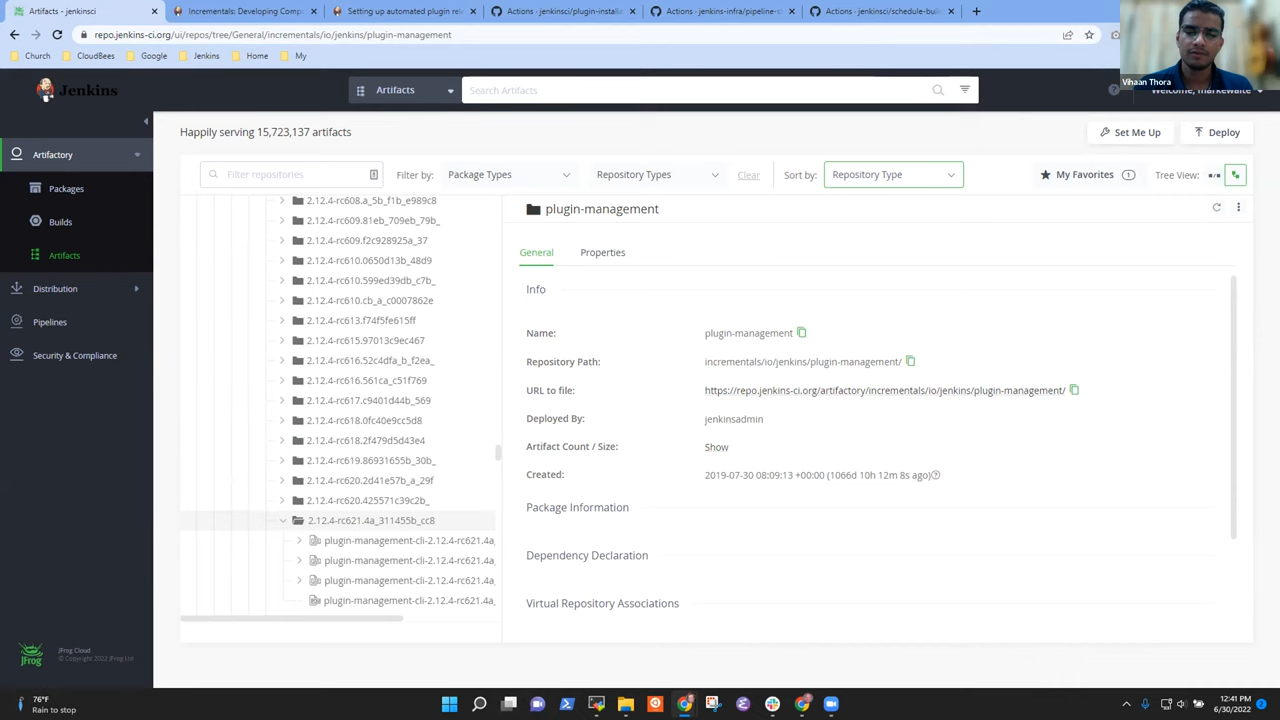 Artifacts
Incrementals: Developing Comp
Setting up automated plugin rele
Actions · jenkinsci/plugin-install
Actions · jenkins-infra/pipeline-s
Actions · jenkinsci/schedule-buil
repo.jenkins-ci.org/ui/repos/tree/General/incrementals/io/jenkins/plugin-management
Church
CloudBees
Google
Jenkins
Home
My
Vihaan Thora
Jenkins
Artifacts
Search Artifacts
Welcome, markewaite
Happily serving 15,723,137 artifacts
Set Me Up
Deploy
Artifactory
Packages
Builds
Artifacts
Distribution
Pipelines
Security & Compliance
Filter repositories
Filter by:
Package Types
Repository Types
Clear
Sort by:
Repository Type
My Favorites
1
Tree View:
2.12.4-rc608.a_5b_f1b_e989c8
2.12.4-rc609.81eb_709eb_79b_
2.12.4-rc609.f2c928925a_37
2.12.4-rc610.0650d13b_48d9
2.12.4-rc610.599ed39db_c7b_
2.12.4-rc610.cb_a_c0007862e
2.12.4-rc613.f74f5fe615ff
2.12.4-rc615.97013c9ec467
2.12.4-rc616.52c4dfa_b_f2ea_
2.12.4-rc616.561ca_c51f769
2.12.4-rc617.c9401d44b_569
2.12.4-rc618.0fc40e9cc5d8
2.12.4-rc618.2f479d5d43e4
2.12.4-rc619.86931655b_30b_
2.12.4-rc620.2d41e57b_a_29f
2.12.4-rc620.425571c39c2b_
2.12.4-rc621.4a_311455b_cc8
plugin-management-cli-2.12.4-rc621.4a_
plugin-management-cli-2.12.4-rc621.4a_
plugin-management-cli-2.12.4-rc621.4a_
plugin-management-cli-2.12.4-rc621.4a_
plugin-management
General
Properties
Info
Name:
plugin-management
Repository Path:
incrementals/io/jenkins/plugin-management/
URL to file:
https://repo.jenkins-ci.org/artifactory/incrementals/io/jenkins/plugin-management/
Deployed By:
jenkinsadmin
Artifact Count / Size:
Show
Created:
2019-07-30 08:09:13 +00:00 (1066d 10h 12m 8s ago)
Package Information
Dependency Declaration
Virtual Repository Associations
JFrog
JFrog Cloud
© Copyright 2022 JFrog Ltd
76°F
Rain to stop
12:41 PM
6/30/2022
2